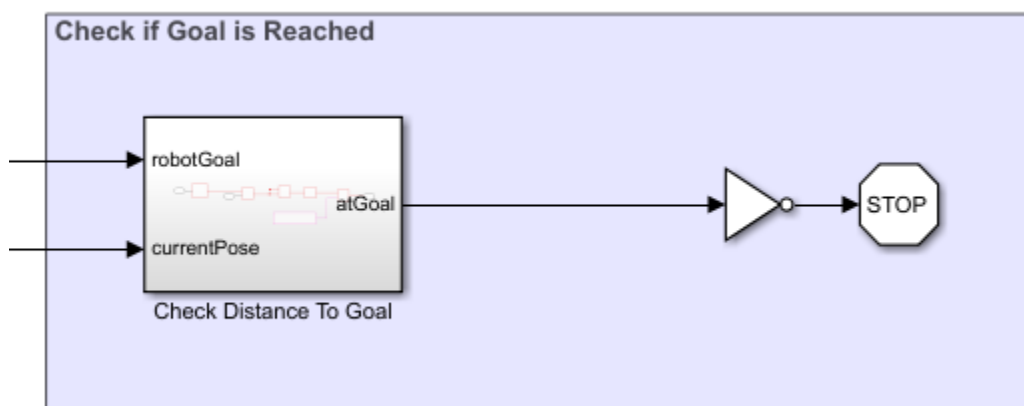 Check if Goal is Reached
robotGoal
atGoal
STOP
currentPose
Check Distance To Goal